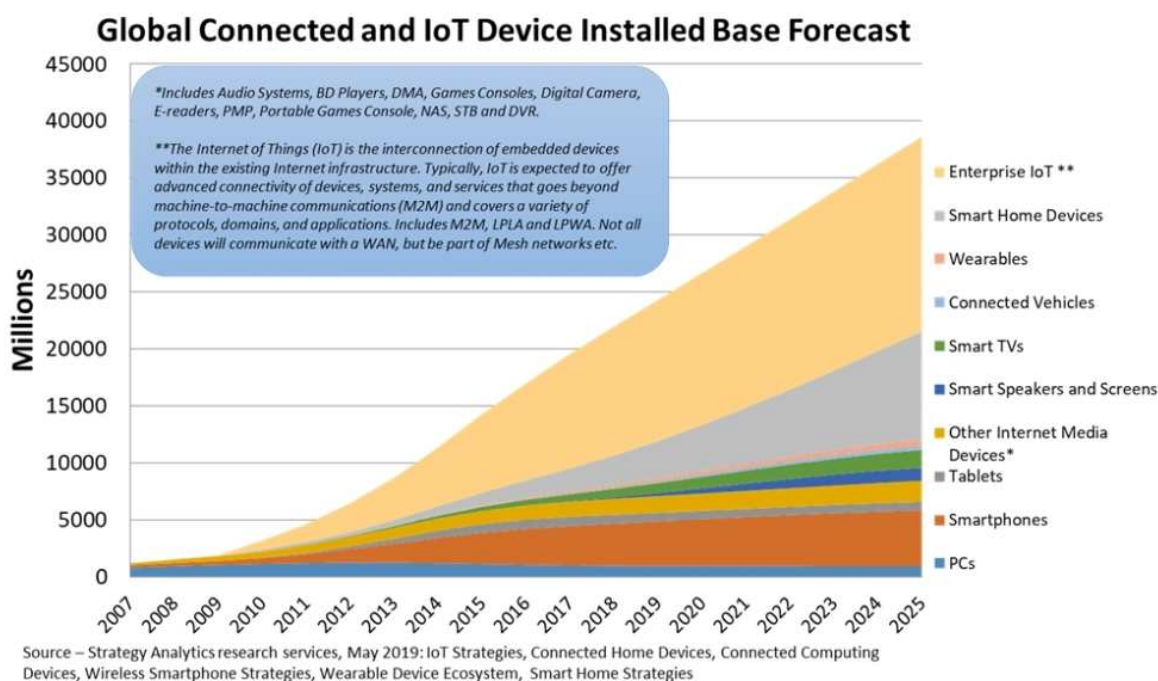 Global Connected and IoT Device Installed Base Forecast
45000
40000
35000
30000
25000
20000
15000
10000
5000
0
Millions
*Includes Audio Systems, BD Players, DMA, Games Consoles, Digital Camera,
E-readers, PMP, Portable Games Console, NAS, STB and DVR.
**The Internet of Things (IoT) is the interconnection of embedded devices
within the existing Internet infrastructure. Typically, IoT is expected to offer
advanced connectivity of devices, systems, and services that goes beyond
machine-to-machine communications (M2M) and covers a variety of
protocols, domains, and applications. Includes M2M, LPLA and LPWA. Not all
devices will communicate with a WAN, but be part of Mesh networks etc.
Enterprise IoT **
Smart Home Devices
Wearables
Connected Vehicles
Smart TVs
Smart Speakers and Screens
Other Internet Media
Devices*
Tablets
Smartphones
PCs
2007
2008
2009
2010
2011
2012
2013
2014
2015
2016
2017
2018
2019
2020
2021
2022
2023
2024
2025
Source – Strategy Analytics research services, May 2019: IoT Strategies, Connected Home Devices, Connected Computing
Devices, Wireless Smartphone Strategies, Wearable Device Ecosystem, Smart Home Strategies